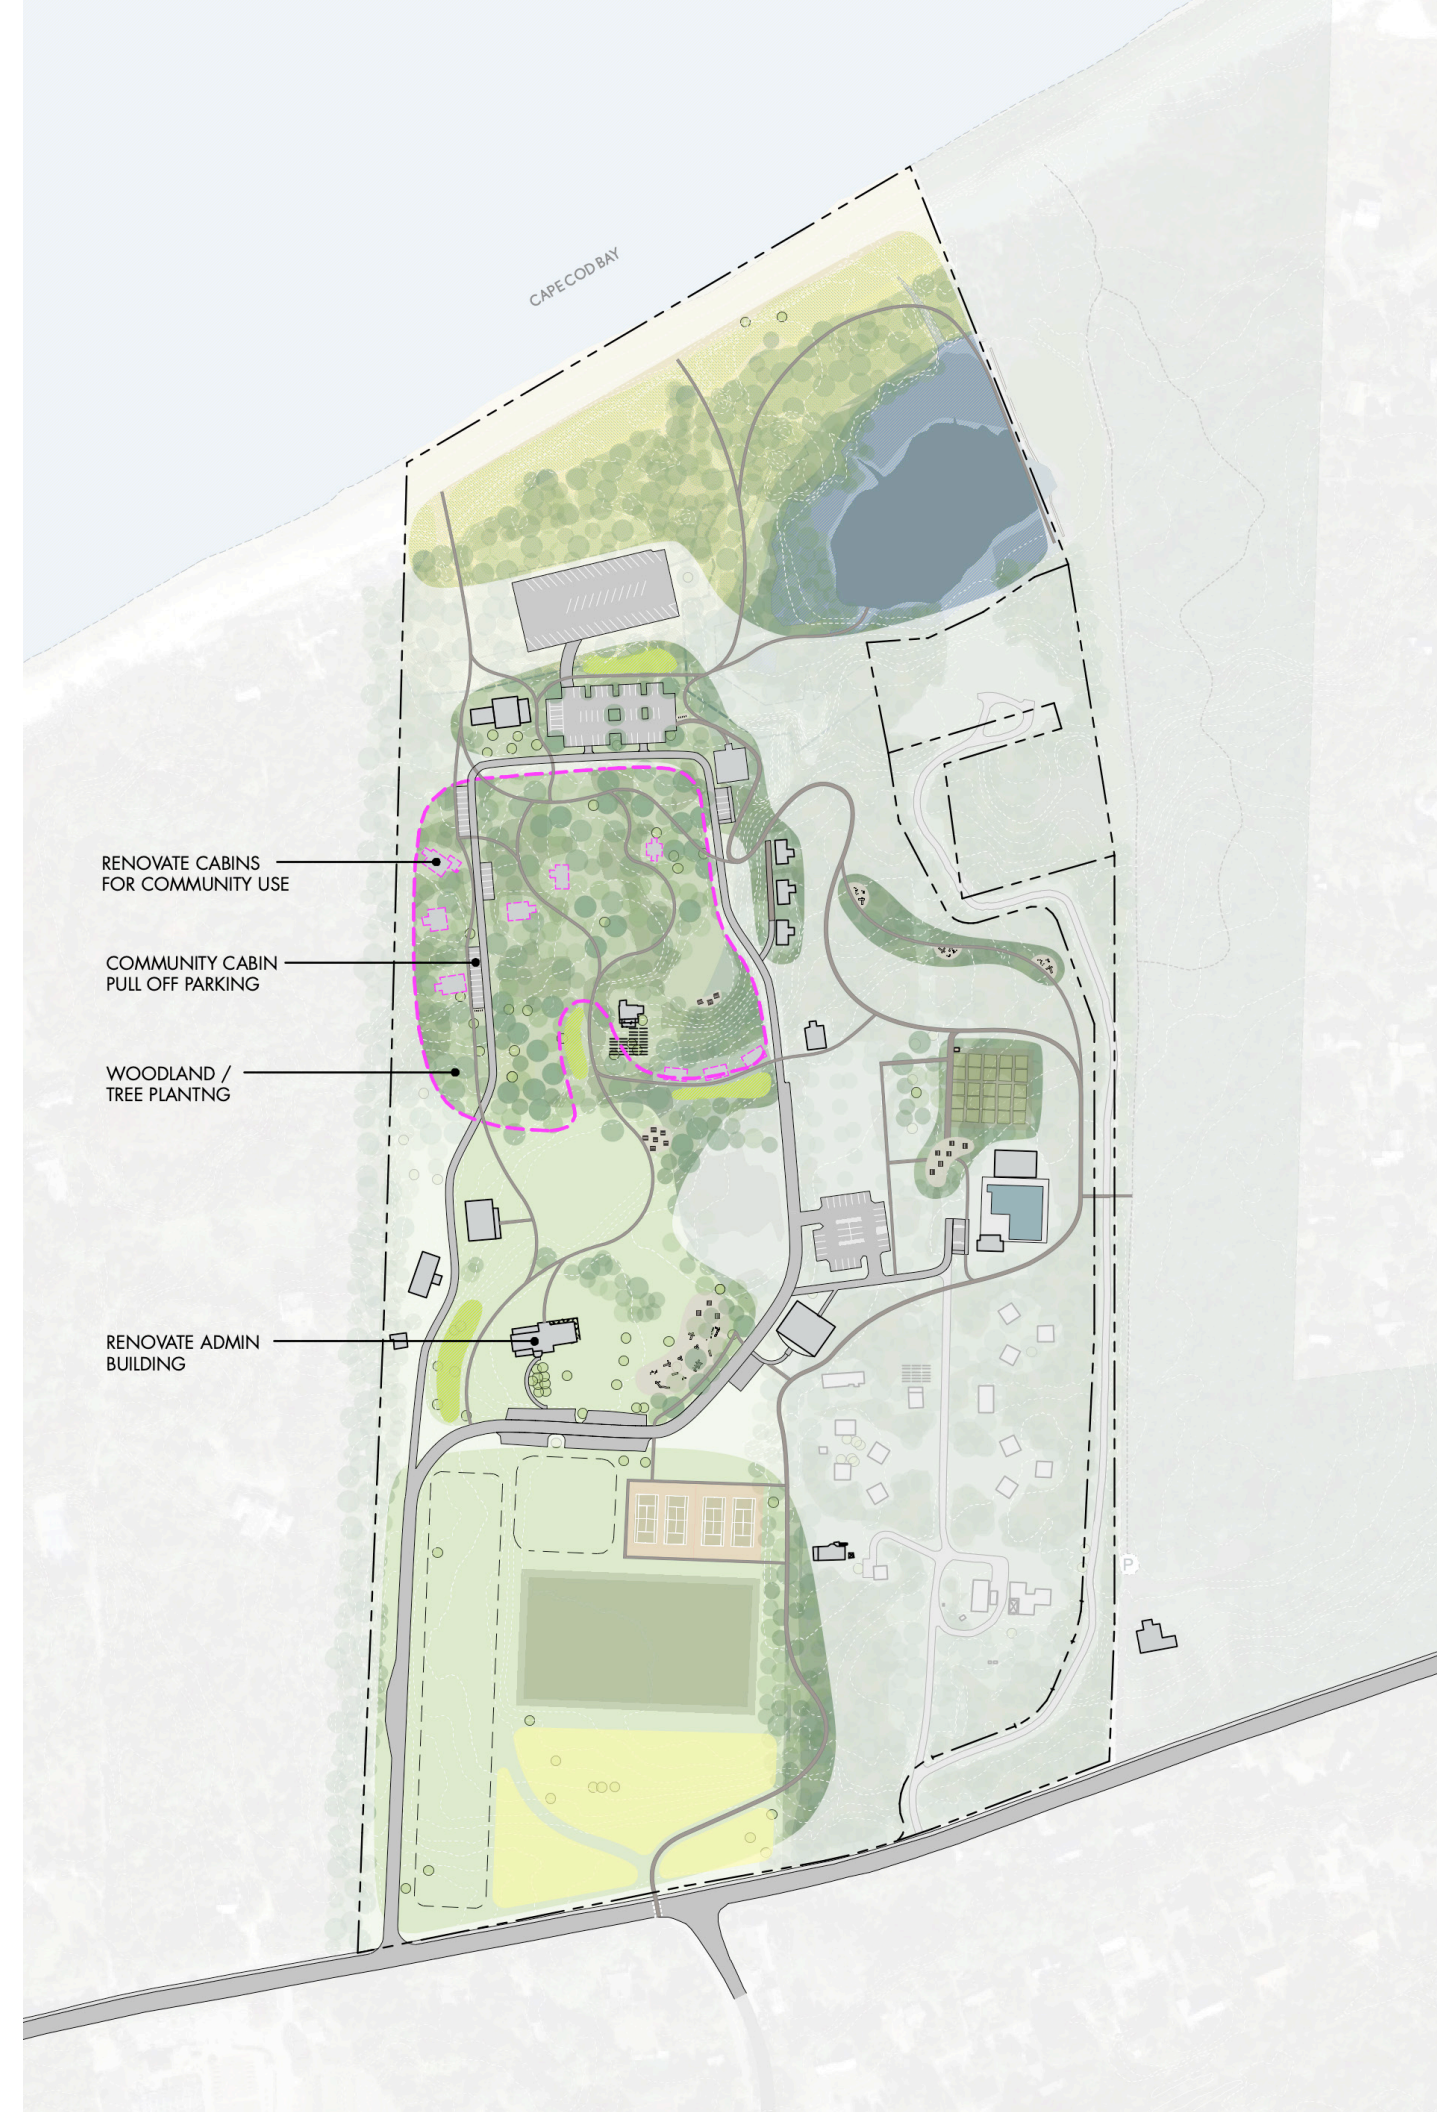 CAPE COD BAY
RENOVATE CABINS
FOR COMMUNITY USE
COMMUNITY CABIN
PULL OFF PARKING
WOODLAND /
TREE PLANTNG
RENOVATE ADMIN
BUILDING
P